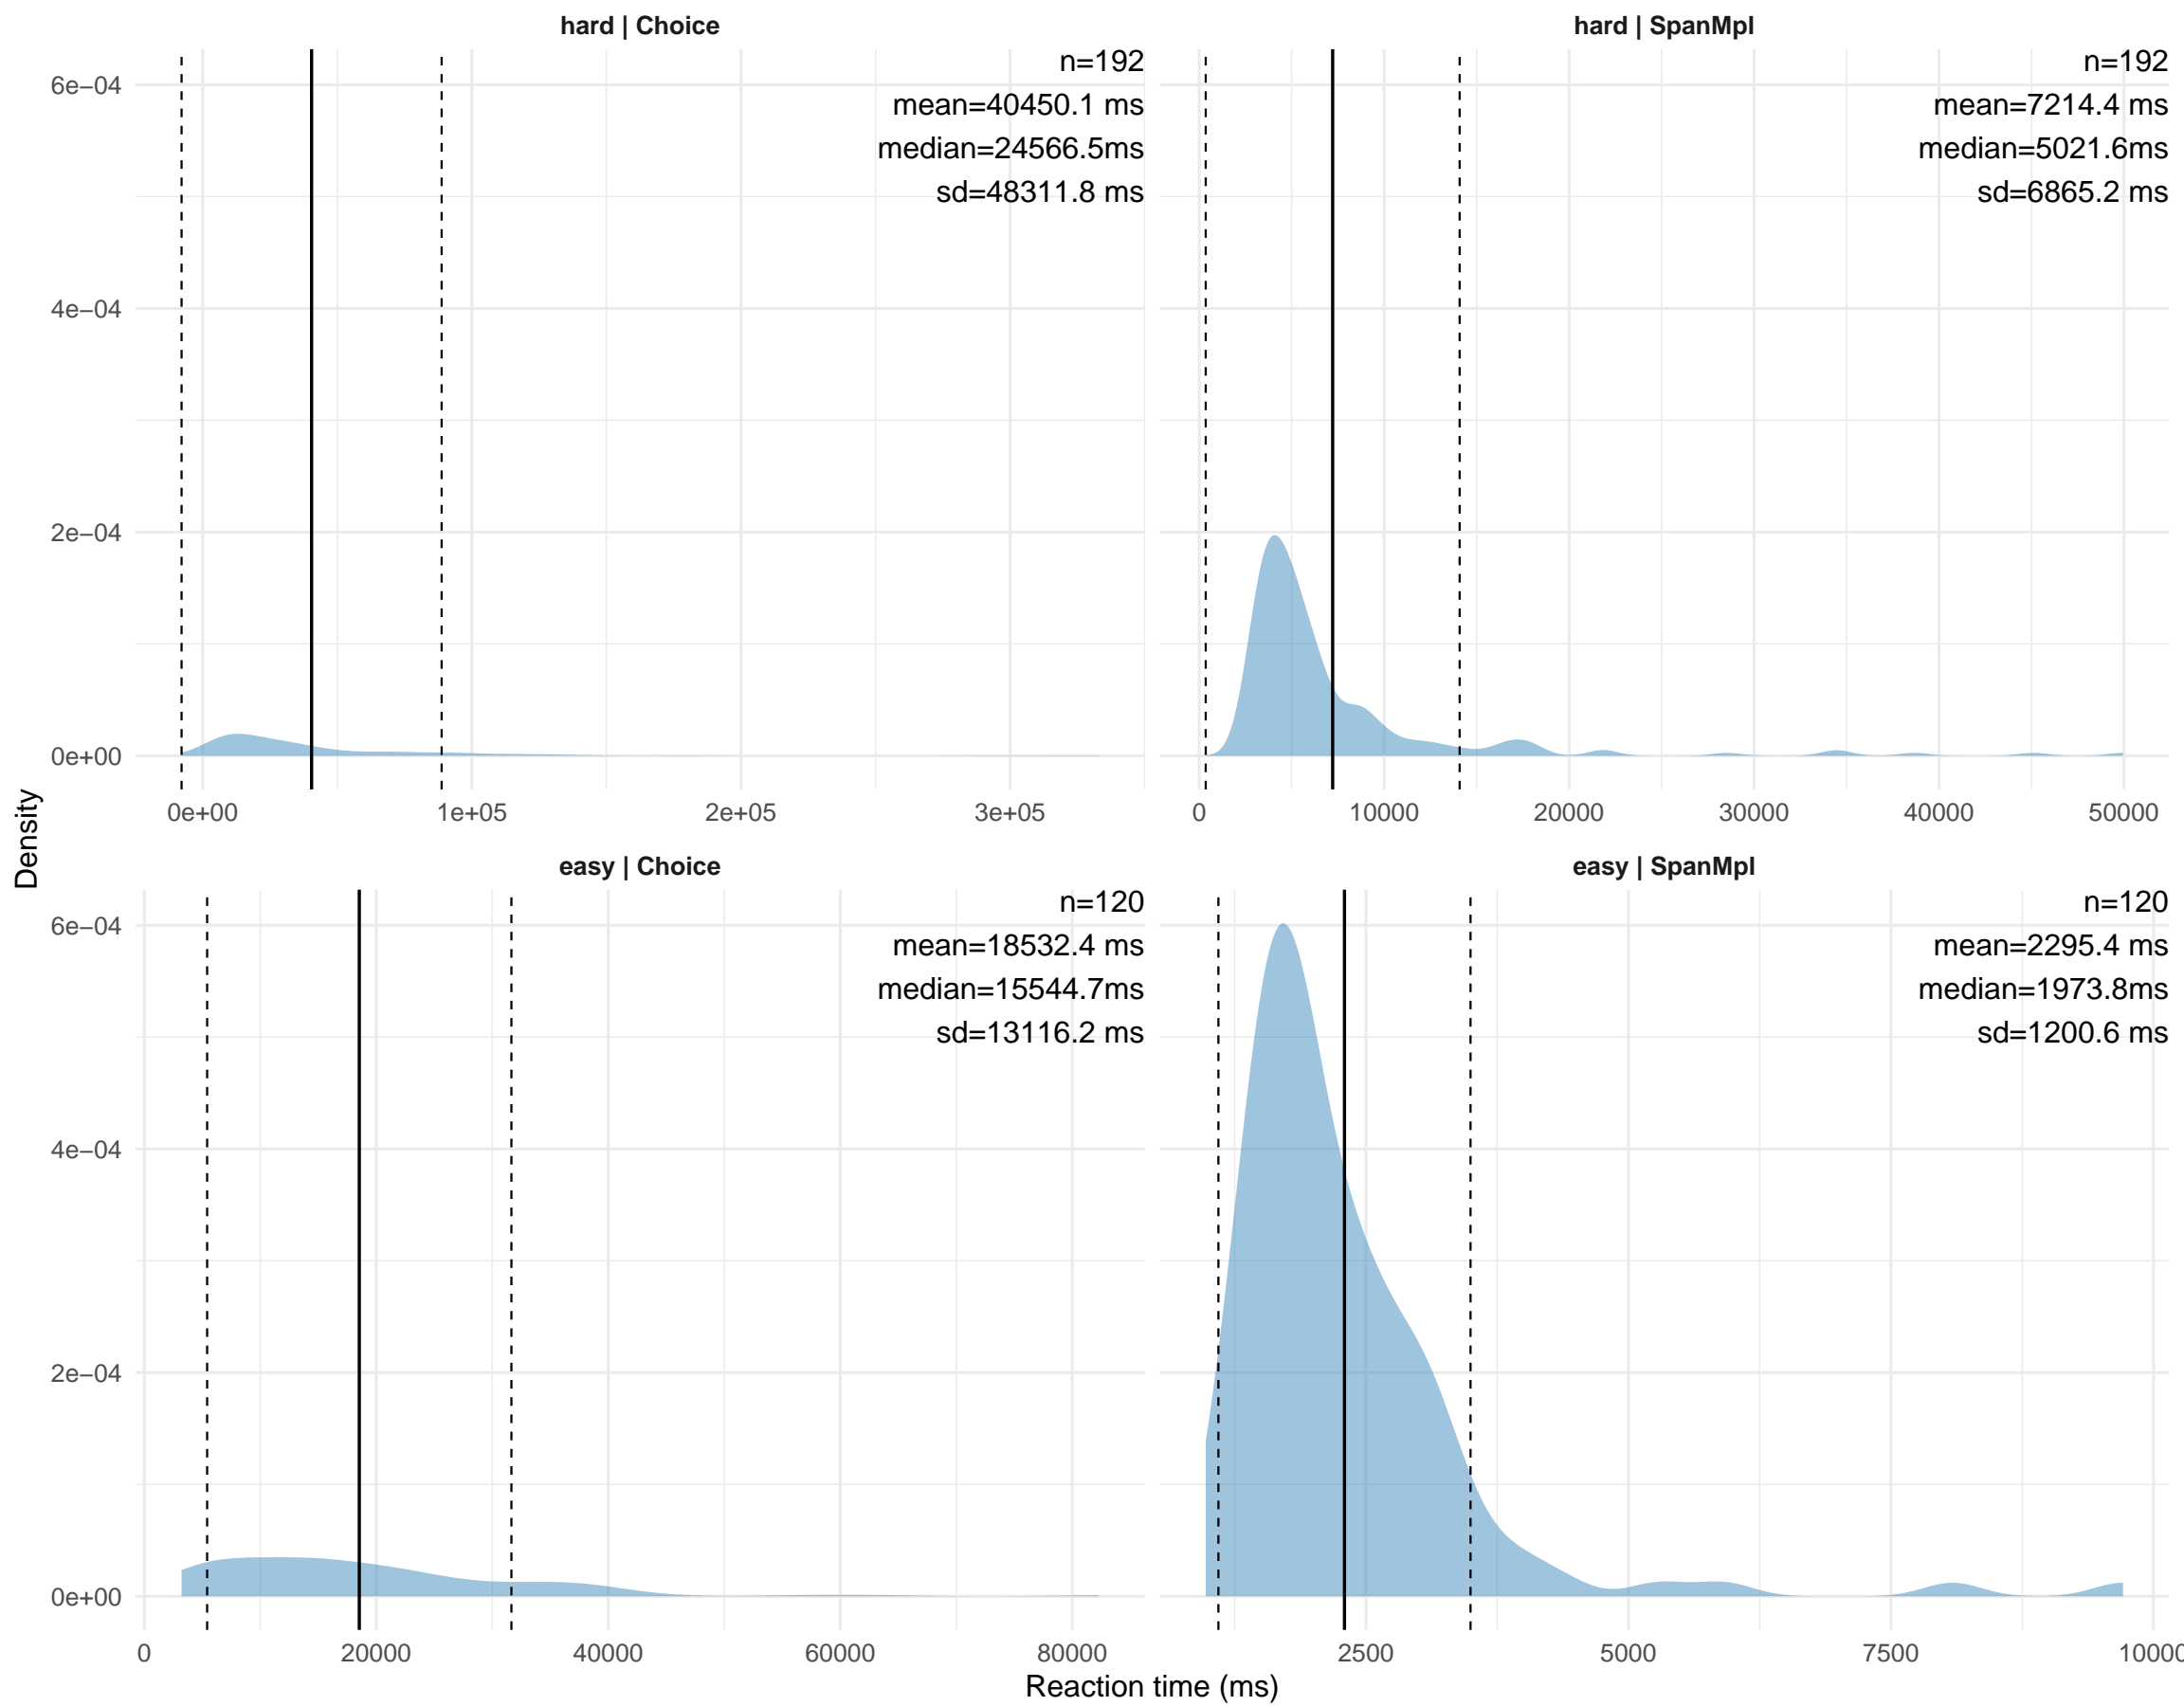 hard | Choice
n=192
mean=40450.1 ms
median=24566.5ms
sd=48311.8 ms
6e−04
4e−04
2e−04
0e+00
0e+00 1e+05 2e+05 3e+05
hard | SpanMpl
n=192
mean=7214.4 ms
median=5021.6ms
sd=6865.2 ms
0 10000 20000 30000 40000 50000
Density
easy | Choice
n=120
mean=18532.4 ms
median=15544.7ms
sd=13116.2 ms
6e−04
4e−04
2e−04
0e+00
0 20000 40000 60000 80000
easy | SpanMpl
n=120
mean=2295.4 ms
median=1973.8ms
sd=1200.6 ms
2500 5000 7500 10000
Reaction time (ms)